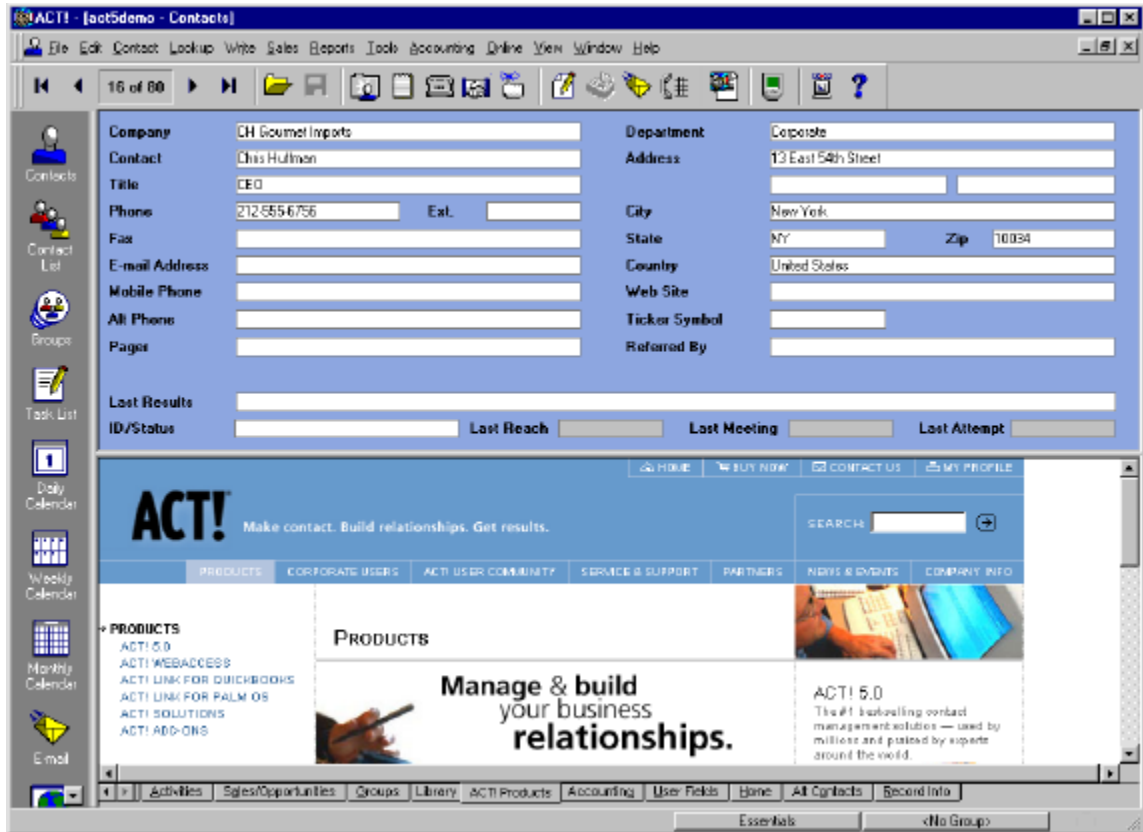 ACT! - [act5demo - Contacts]
File Edit Contact Lookup Write Sales Reports Tools Accounting Online View Window Help
16 of 80
Contacts
Contact List
Groups
Task List
Daily Calendar
Weekly Calendar
Monthly Calendar
E-mail
Company CH Gourmet Imports Department Corporate
Contact Chris Huffman Address 13 East 54th Street
Title CEO
Phone 212-555-6756 Ext. City New York
Fax State NY Zip 10034
E-mail Address Country United States
Mobile Phone Web Site
Alt Phone Ticker Symbol
Pager Referred By
Last Results
ID/Status Last Reach Last Meeting Last Attempt
HOME BUY NOW CONTACT US MY PROFILE
ACT! Make contact. Build relationships. Get results.
SEARCH:
PRODUCTS CORPORATE USERS ACT! USER COMMUNITY SERVICE & SUPPORT PARTNERS NEWS & EVENTS COMPANY INFO
PRODUCTS
ACT! 5.0
ACT! WEBACCESS
ACT! LINK FOR QUICKBOOKS
ACT! LINK FOR PALM OS
ACT! SOLUTIONS
ACT! ADD-ONS
PRODUCTS
Manage & build
your business
relationships.
ACT! 5.0
The #1 bestselling contact
management solution — used by
millions and praised by experts
around the world.
Activities Sales/Opportunities Groups Library ACT! Products Accounting User Fields Home Alt Contacts Record Info
Essentials <No Group>